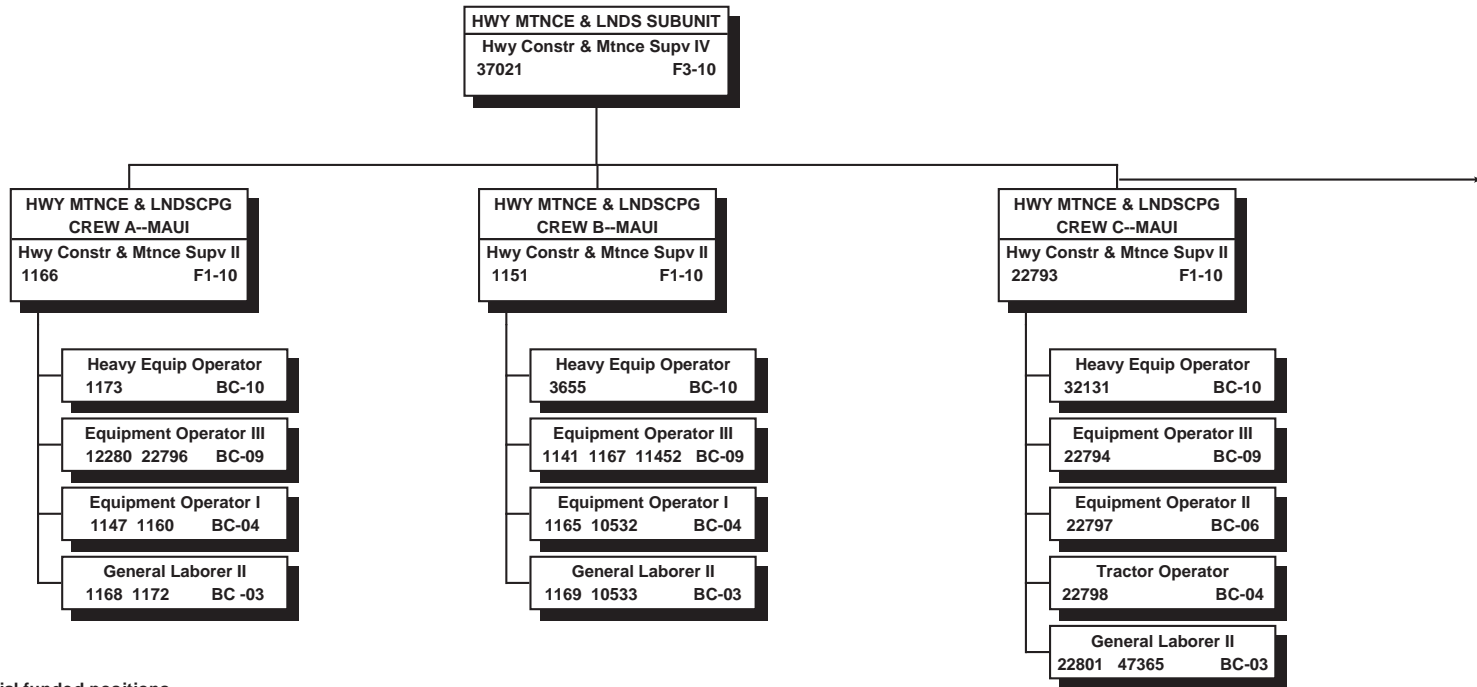 HWY MTNCE & LNDS SUBUNIT
Hwy Constr & Mtnce Supv IV
37021 F3-10
HWY MTNCE & LNDSCPG
CREW A--MAUI
Hwy Constr & Mtnce Supv II
1166 F1-10
Heavy Equip Operator
1173 BC-10
Equipment Operator III
12280 22796 BC-09
Equipment Operator I
1147 1160 BC-04
General Laborer II
1168 1172 BC -03
HWY MTNCE & LNDSCPG
CREW B--MAUI
Hwy Constr & Mtnce Supv II
1151 F1-10
Heavy Equip Operator
3655 BC-10
Equipment Operator III
1141 1167 11452 BC-09
Equipment Operator I
1165 10532 BC-04
General Laborer II
1169 10533 BC-03
HWY MTNCE & LNDSCPG
CREW C--MAUI
Hwy Constr & Mtnce Supv II
22793 F1-10
Heavy Equip Operator
32131 BC-10
Equipment Operator III
22794 BC-09
Equipment Operator II
22797 BC-06
Tractor Operator
22798 BC-04
General Laborer II
22801 47365 BC-03
funded positions